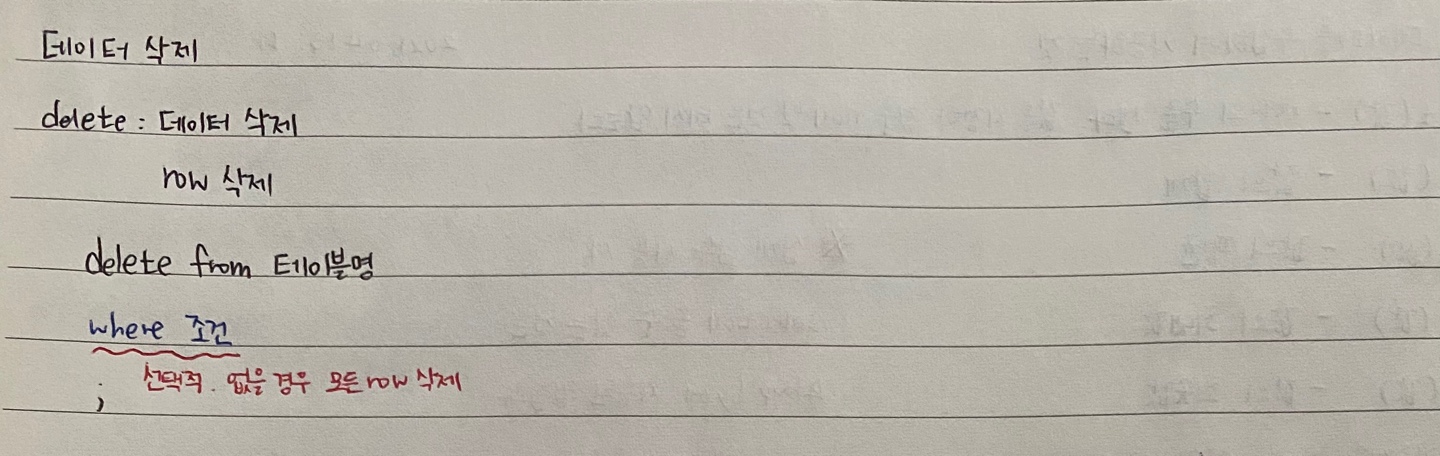 데이터 삭제
delete : 데이터 삭제
row 삭제
delete from 테이블명
where 조건
선택적. 없을 경우 모든 row 삭제
;